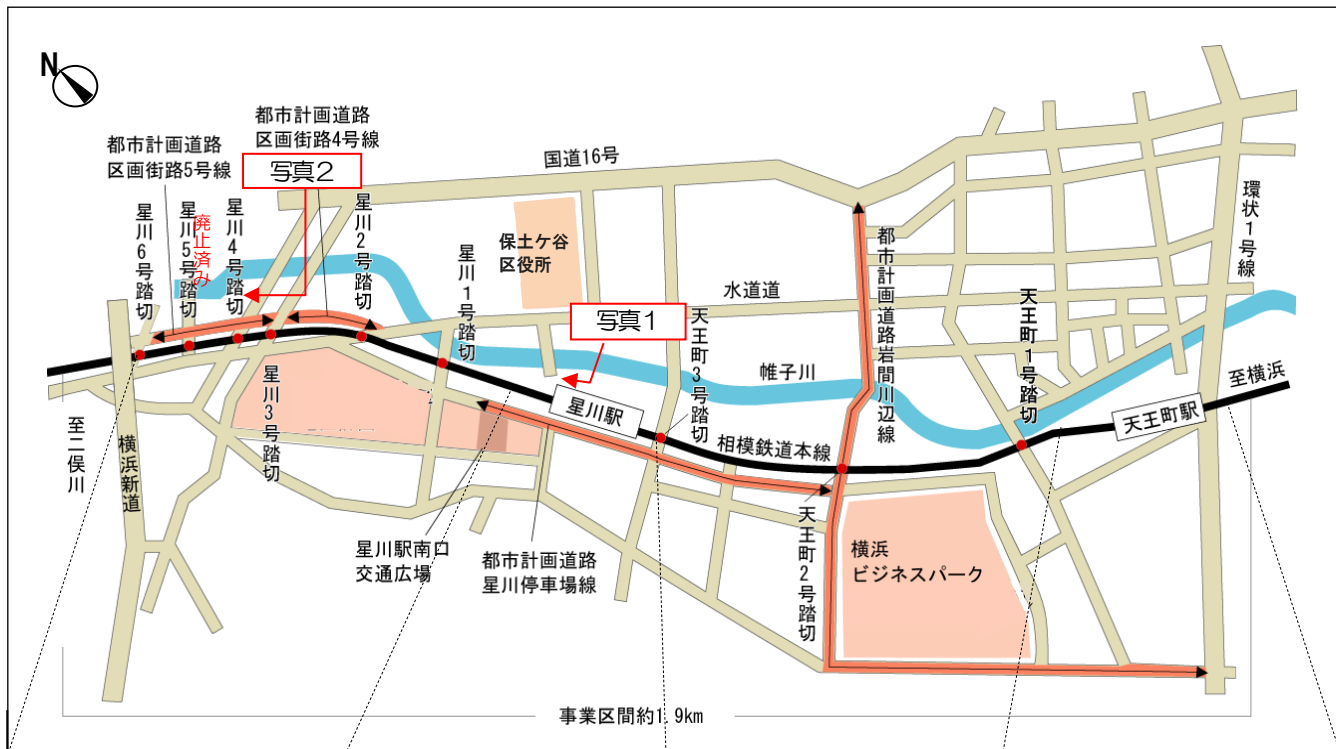 N
都市計画道路
区画街路4号線
都市計画道路
区画街路5号線
写真2
国道16号
環状1号線
星川6号踏切
星川5号踏切
廃止済み
星川4号踏切
星川2号踏切
保土ケ谷
区役所
星川1号踏切
都市計画道路岩間川辺線
水道道
写真1
天王町3号踏切
天王町1号踏切
帷子川
至横浜
星川駅
天王町駅
星川3号踏切
相模鉄道本線
至二俣川
横浜新道
天王町2号踏切
星川駅南口
交通広場
都市計画道路
星川停車場線
横浜
ビジネスパーク
事業区間約1.9km